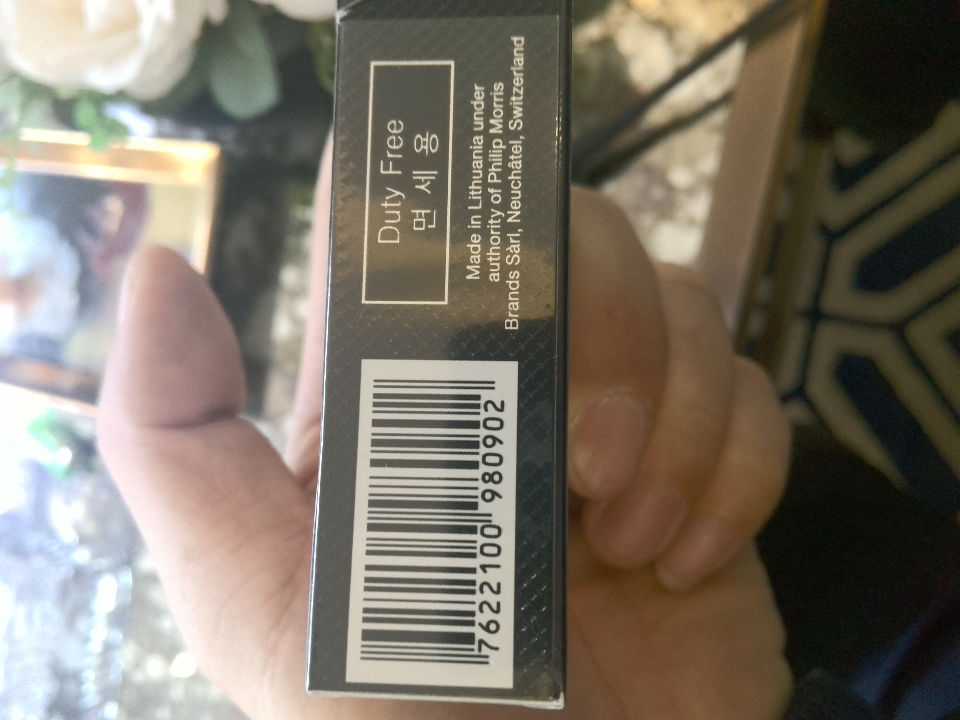 Duty Free
면 세 용
Made in Lithuania under
authority of Philip Morris
Brands Sàrl, Neuchâtel, Switzerland
7622100 980902